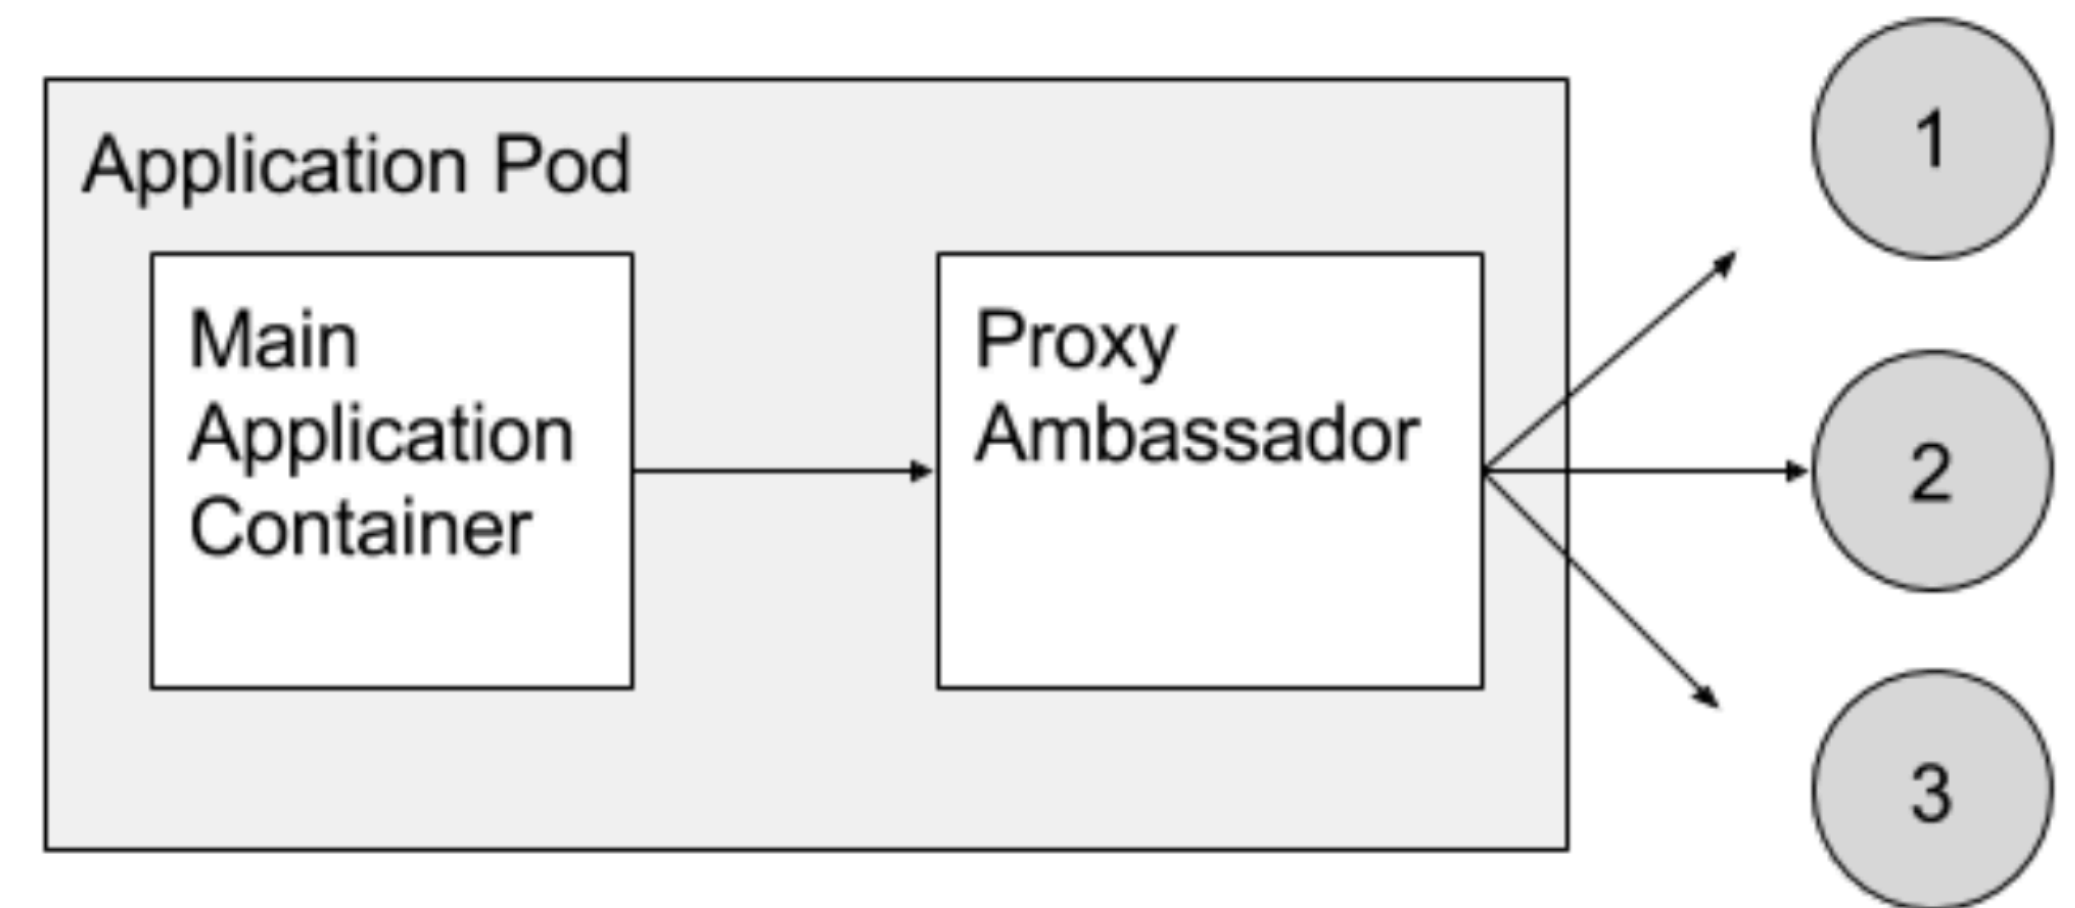 Application Pod
Main
Application
Container
Proxy
Ambassador
1
2
3